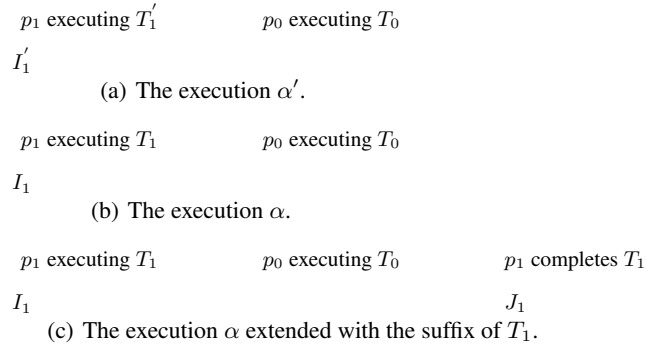 p₁ executing T₁′ p₀ executing T₀
I₁′
(a) The execution α′.
p₁ executing T₁ p₀ executing T₀
I₁
(b) The execution α.
p₁ executing T₁ p₀ executing T₀ p₁ completes T₁
I₁ J₁
(c) The execution α extended with the suffix of T₁.